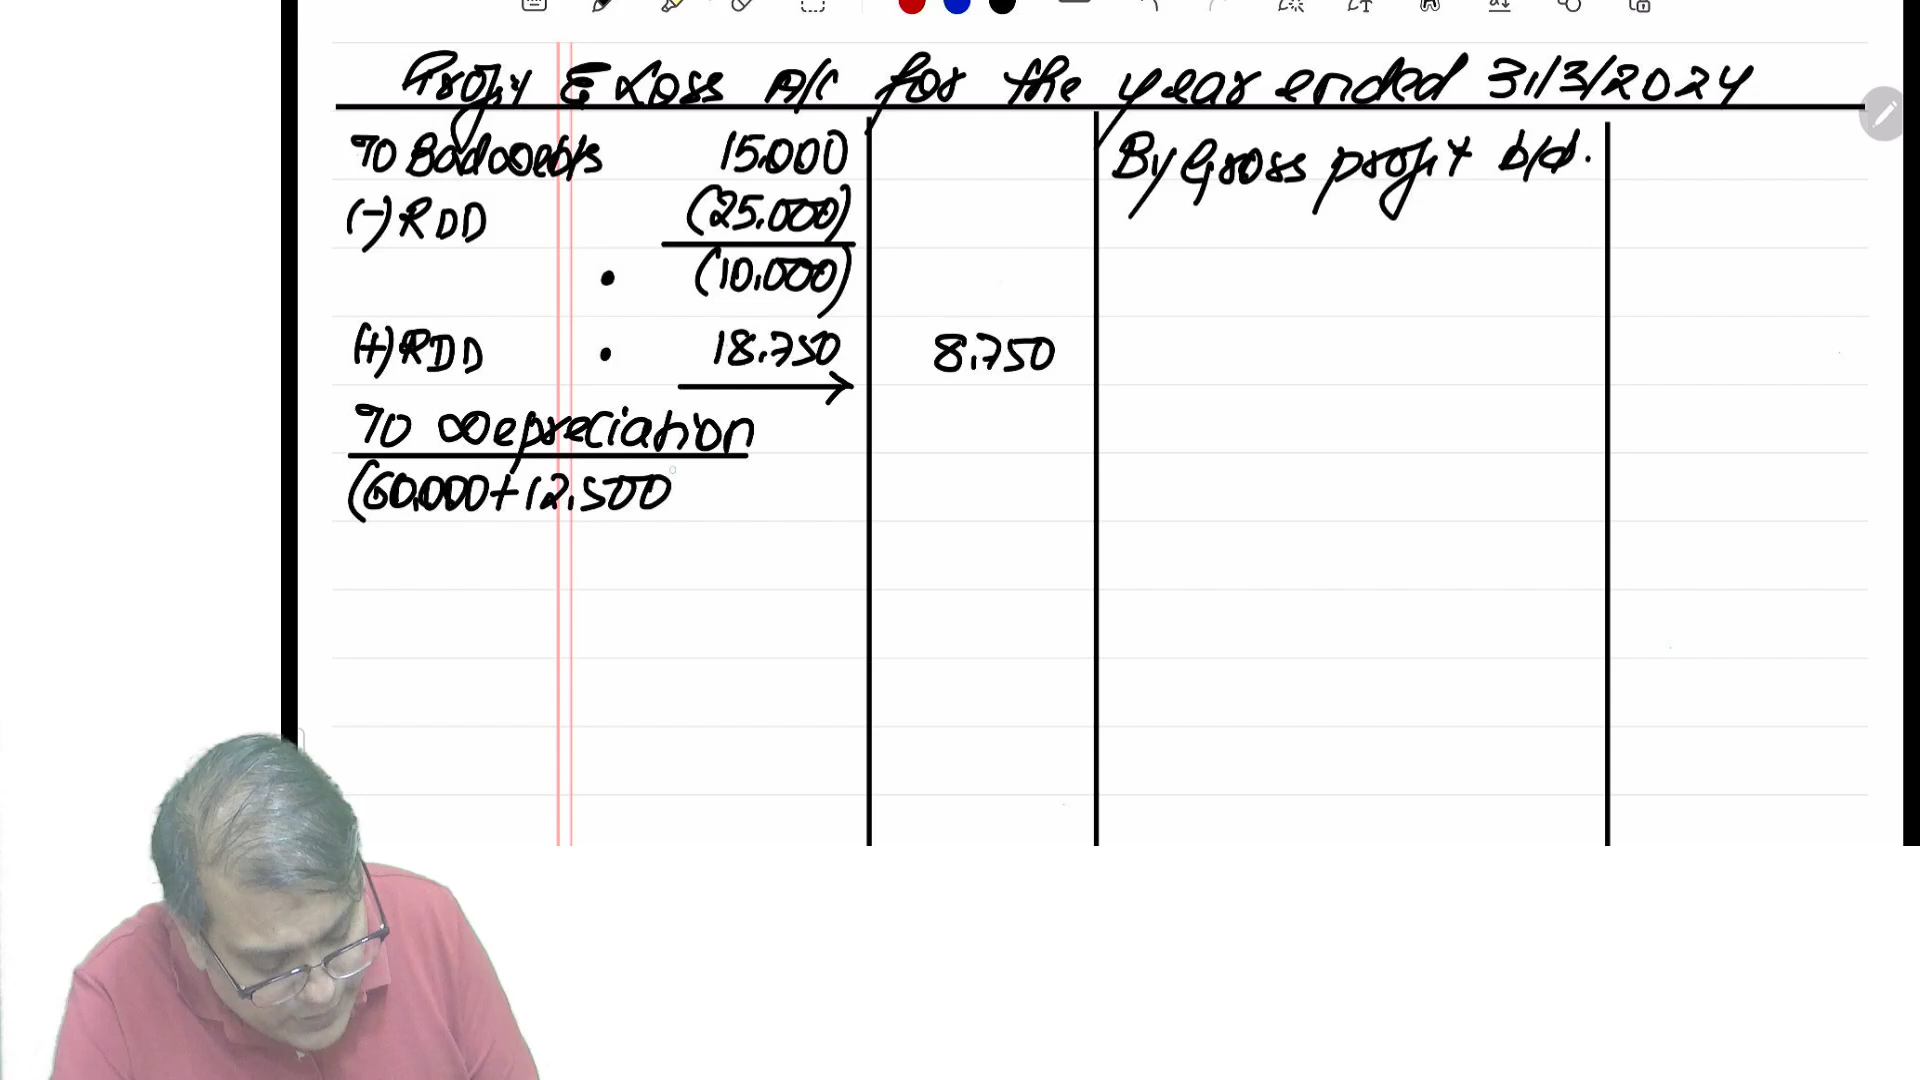 Profit & Loss A/c for the year ended 31/3/2024
To Bad debts 15,000 By Gross profit b/d.
(-) RDD (25,000)
(10,000)
(+) RDD 18,750 8,750
To Depreciation
(60,000+12,500